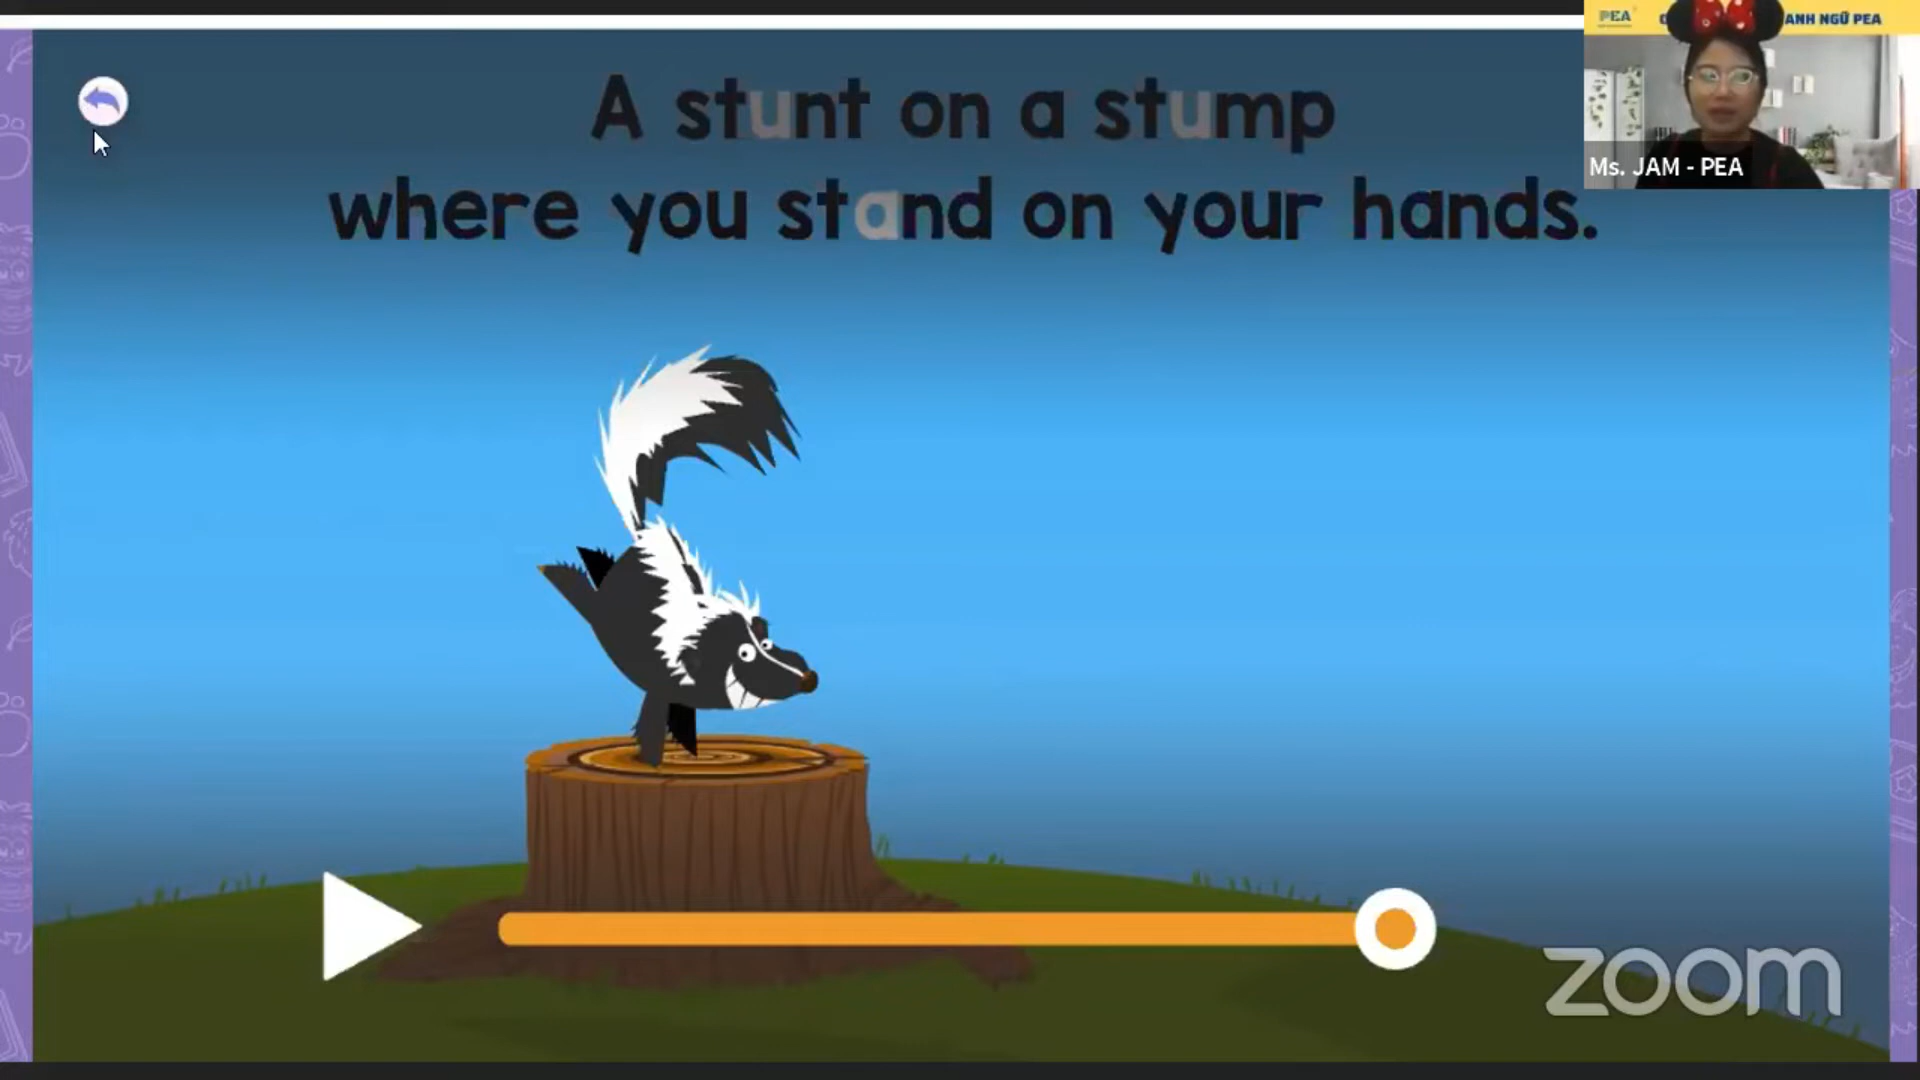 PEA
ANH NGỮ PEA
A stunt on a stump
where you stand on your hands.
Ms. JAM - PEA
zoom